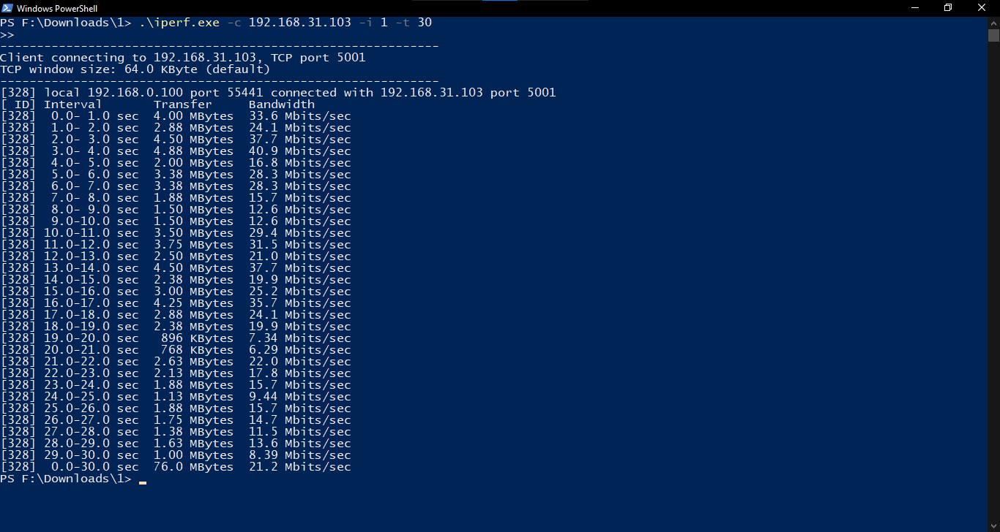 Windows PowerShell
PS F:\Downloads\1> .\iperf.exe -c 192.168.31.103 -i 1 -t 30
>>
------------------------------------------------------------
Client connecting to 192.168.31.103, TCP port 5001
TCP window size: 64.0 KByte (default)
------------------------------------------------------------
[328] local 192.168.0.100 port 55441 connected with 192.168.31.103 port 5001
[ ID] Interval       Transfer     Bandwidth
[328]  0.0- 1.0 sec  4.00 MBytes  33.6 Mbits/sec
[328]  1.0- 2.0 sec  2.88 MBytes  24.1 Mbits/sec
[328]  2.0- 3.0 sec  4.50 MBytes  37.7 Mbits/sec
[328]  3.0- 4.0 sec  4.88 MBytes  40.9 Mbits/sec
[328]  4.0- 5.0 sec  2.00 MBytes  16.8 Mbits/sec
[328]  5.0- 6.0 sec  3.38 MBytes  28.3 Mbits/sec
[328]  6.0- 7.0 sec  3.38 MBytes  28.3 Mbits/sec
[328]  7.0- 8.0 sec  1.88 MBytes  15.7 Mbits/sec
[328]  8.0- 9.0 sec  1.50 MBytes  12.6 Mbits/sec
[328]  9.0-10.0 sec  1.50 MBytes  12.6 Mbits/sec
[328] 10.0-11.0 sec  3.50 MBytes  29.4 Mbits/sec
[328] 11.0-12.0 sec  3.75 MBytes  31.5 Mbits/sec
[328] 12.0-13.0 sec  2.50 MBytes  21.0 Mbits/sec
[328] 13.0-14.0 sec  4.50 MBytes  37.7 Mbits/sec
[328] 14.0-15.0 sec  2.38 MBytes  19.9 Mbits/sec
[328] 15.0-16.0 sec  3.00 MBytes  25.2 Mbits/sec
[328] 16.0-17.0 sec  4.25 MBytes  35.7 Mbits/sec
[328] 17.0-18.0 sec  2.88 MBytes  24.1 Mbits/sec
[328] 18.0-19.0 sec  2.38 MBytes  19.9 Mbits/sec
[328] 19.0-20.0 sec   896 KBytes  7.34 Mbits/sec
[328] 20.0-21.0 sec   768 KBytes  6.29 Mbits/sec
[328] 21.0-22.0 sec  2.63 MBytes  22.0 Mbits/sec
[328] 22.0-23.0 sec  2.13 MBytes  17.8 Mbits/sec
[328] 23.0-24.0 sec  1.88 MBytes  15.7 Mbits/sec
[328] 24.0-25.0 sec  1.13 MBytes  9.44 Mbits/sec
[328] 25.0-26.0 sec  1.88 MBytes  15.7 Mbits/sec
[328] 26.0-27.0 sec  1.75 MBytes  14.7 Mbits/sec
[328] 27.0-28.0 sec  1.38 MBytes  11.5 Mbits/sec
[328] 28.0-29.0 sec  1.63 MBytes  13.6 Mbits/sec
[328] 29.0-30.0 sec  1.00 MBytes  8.39 Mbits/sec
[328]  0.0-30.0 sec  76.0 MBytes  21.2 Mbits/sec
PS F:\Downloads\1>